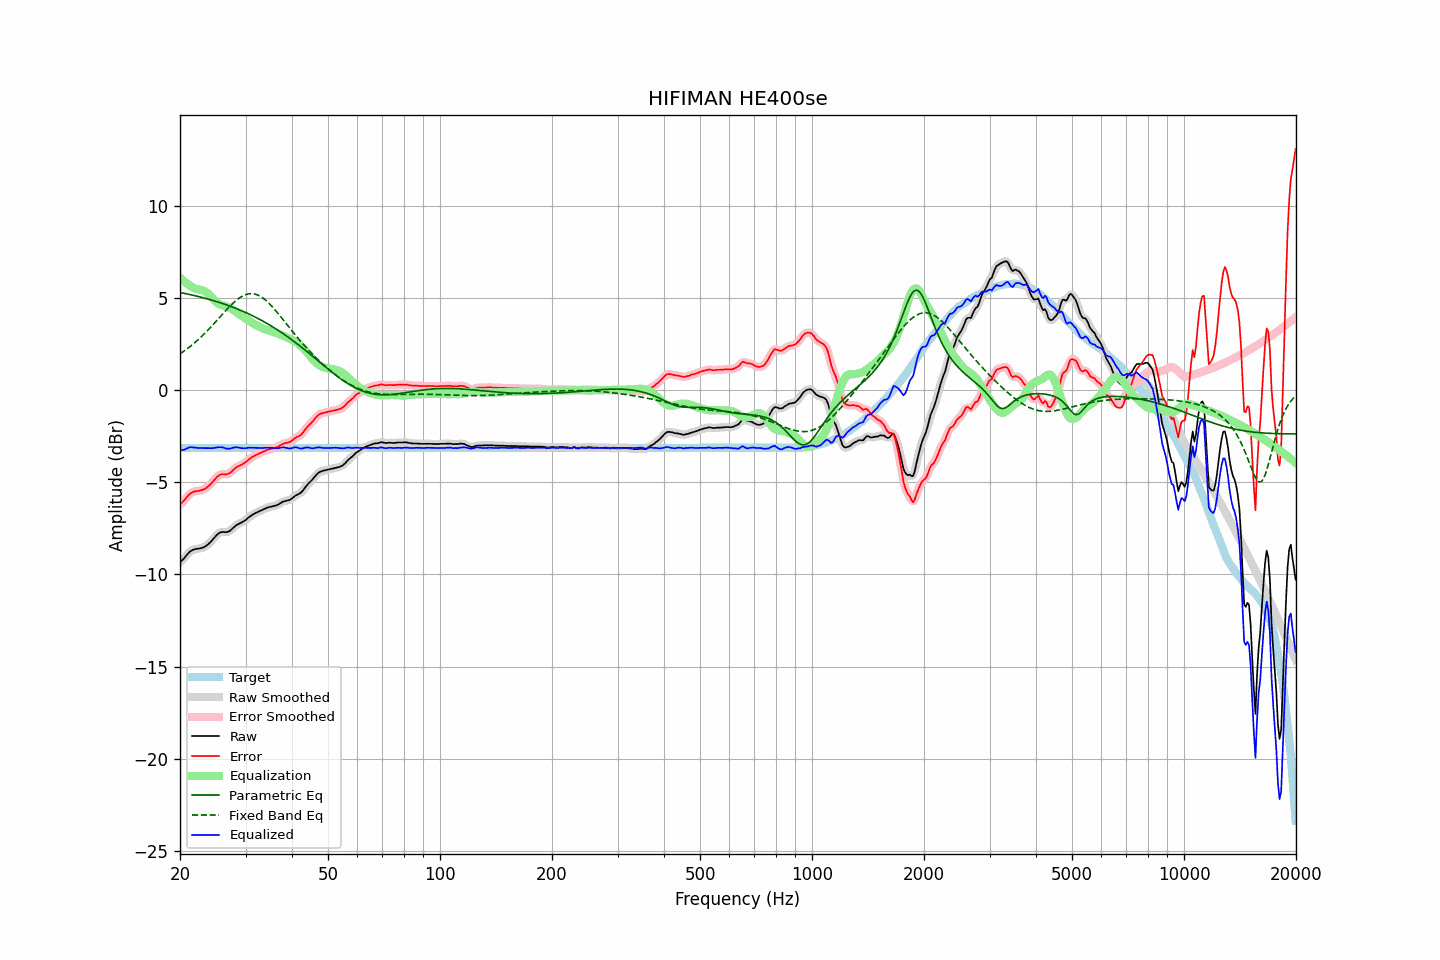 HIFIMAN HE400se
Amplitude (dBr)
10
5
0
−5
−10
−15
−20
−25
Target
Raw Smoothed
Error Smoothed
Raw
Error
Equalization
Parametric Eq
Fixed Band Eq
Equalized
20
50
100
200
500
1000
2000
5000
10000
20000
Frequency (Hz)